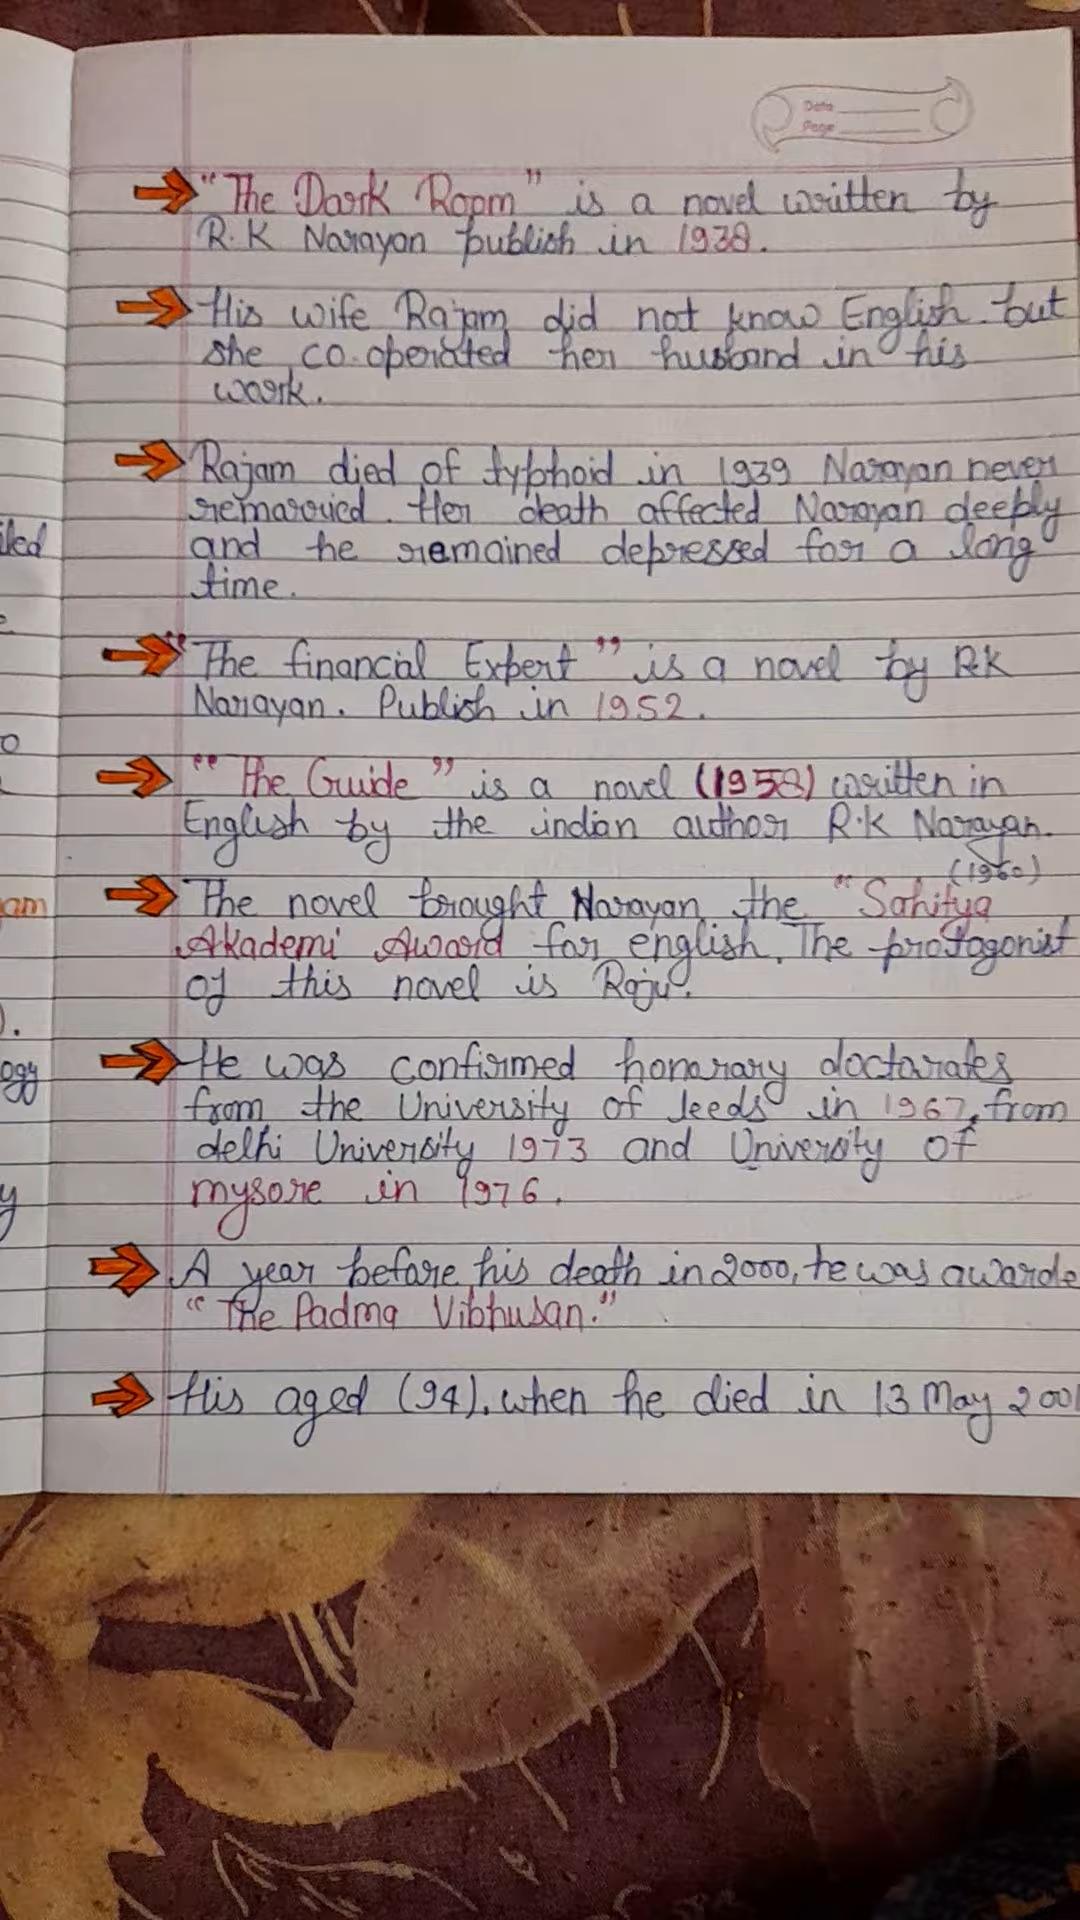 Date
Page
"The Dark Room" is a novel written by
R.K Narayan publish in 1938.
His wife Rajam did not know English but
she co-operated her husband in his
work.
Rajam died of typhoid in 1939 Narayan never
remarried. Her death affected Narayan deeply
and he remained depressed for a long
time.
"The financial Expert" is a novel by R.K
Narayan. Publish in 1952.
"The Guide" is a novel (1958) written in
English by the indian author R.K Narayan.
(1960)
The novel brought Narayan the "Sahitya
Akademi Award for english. The protagonist
of this novel is Raju.
He was confirmed honarary doctarates
from the University of leeds in 1967, from
delhi University 1973 and University of
mysore in 1976.
A year before his death in 2000, he was awarde
"The Padma Vibhusan."
His aged (94), when he died in 13 May 2001
iled
am
ogy
y